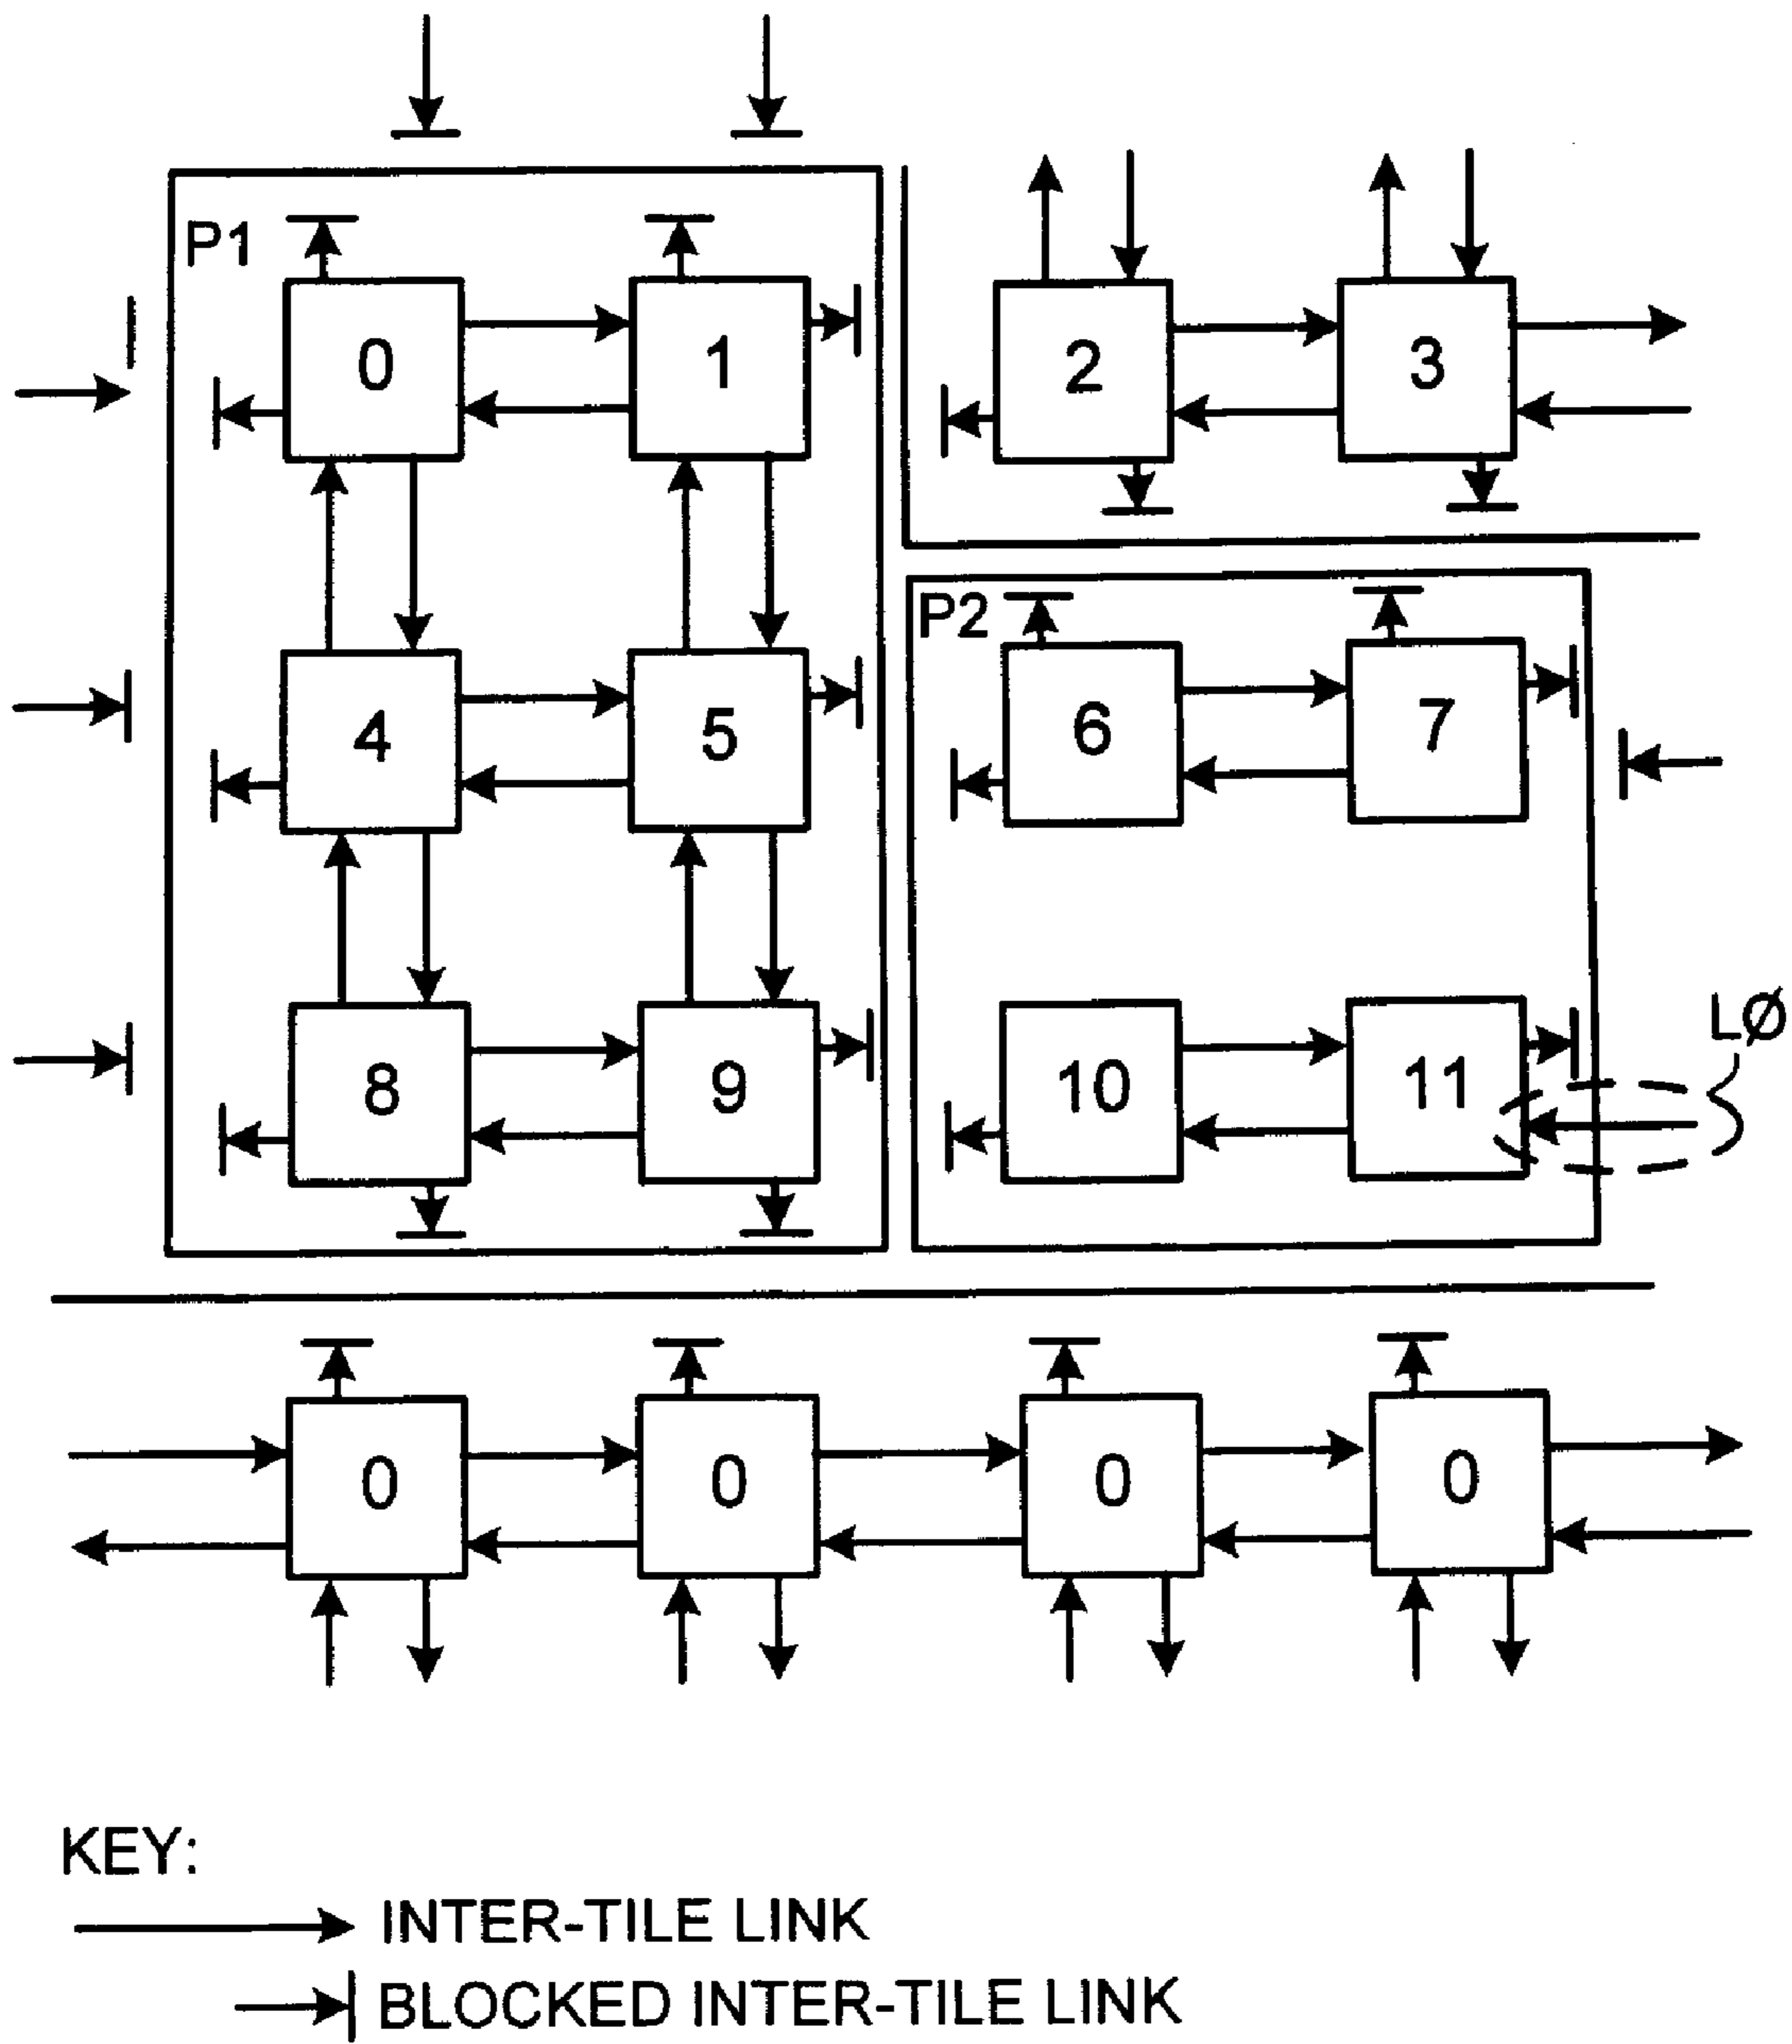 P1
0
1
2
3
P2
4
5
6
7
8
9
10
11
LØ
0
0
0
0
KEY:
INTER-TILE LINK
BLOCKED INTER-TILE LINK